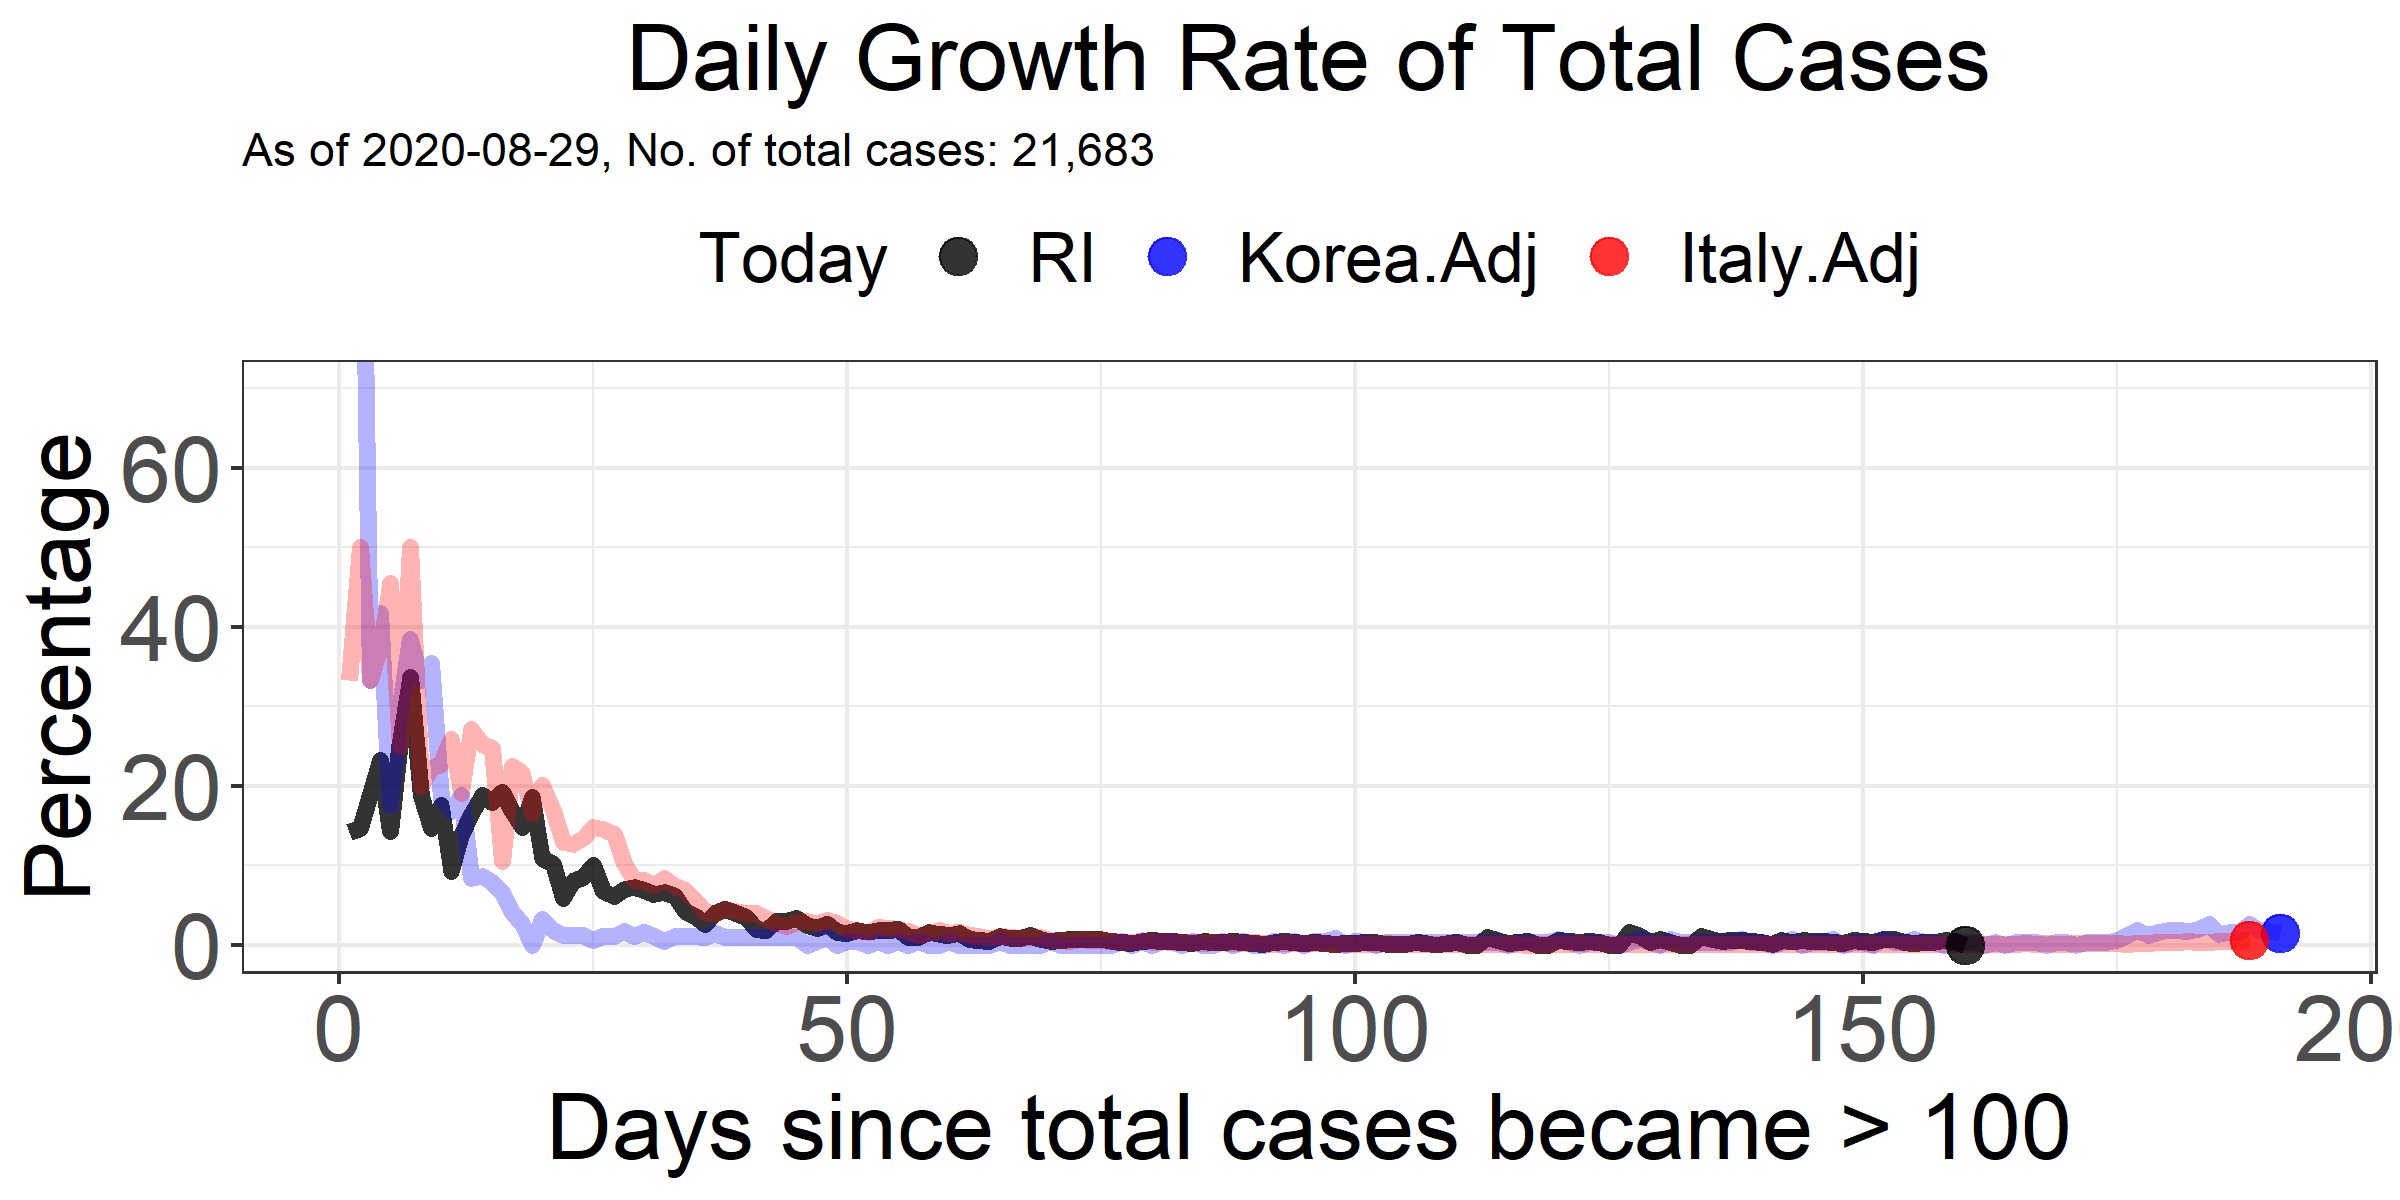 Daily Growth Rate of Total Cases
As of 2020-08-29, No. of total cases: 21,683
Today RI Korea.Adj Italy.Adj
Percentage
60
40
20
0
0 50 100 150 20
Days since total cases became > 100